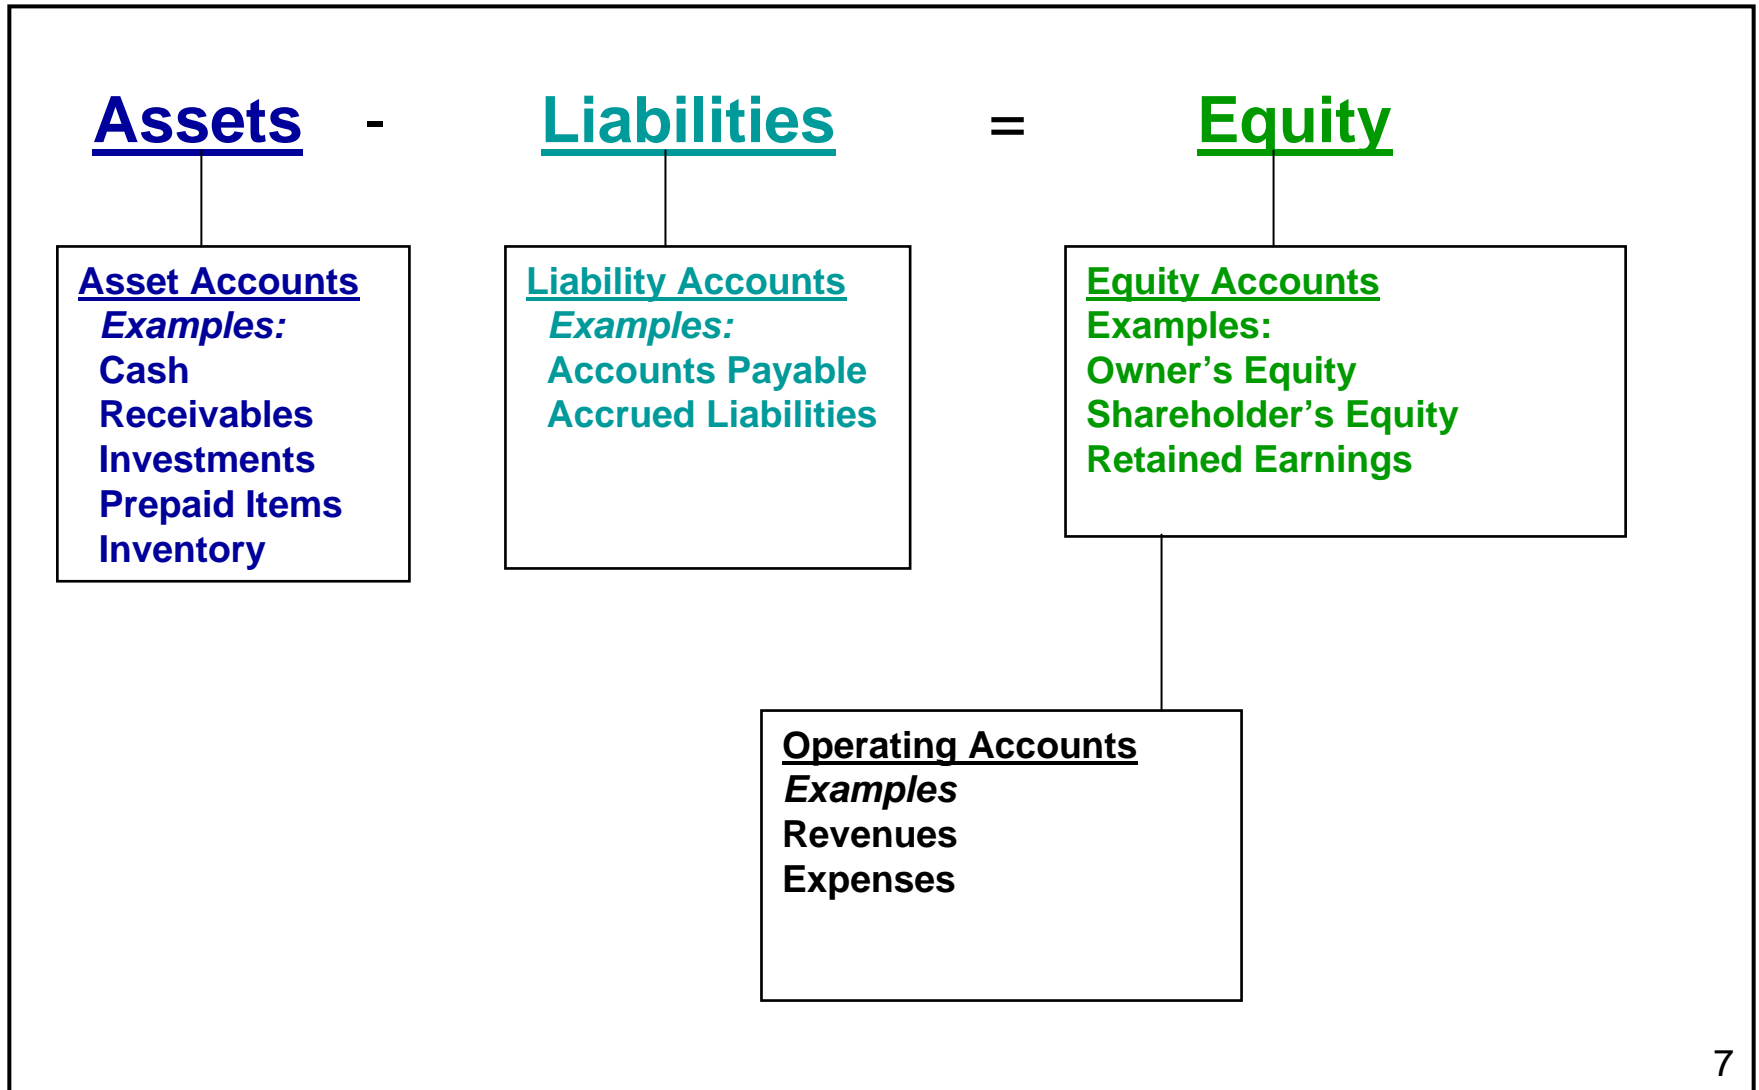 Assets - Liabilities = Equity
Asset Accounts
Examples:
Cash
Receivables
Investments
Prepaid Items
Inventory
Liability Accounts
Examples:
Accounts Payable
Accrued Liabilities
Equity Accounts
Examples:
Owner’s Equity
Shareholder’s Equity
Retained Earnings
Operating Accounts
Examples
Revenues
Expenses
7